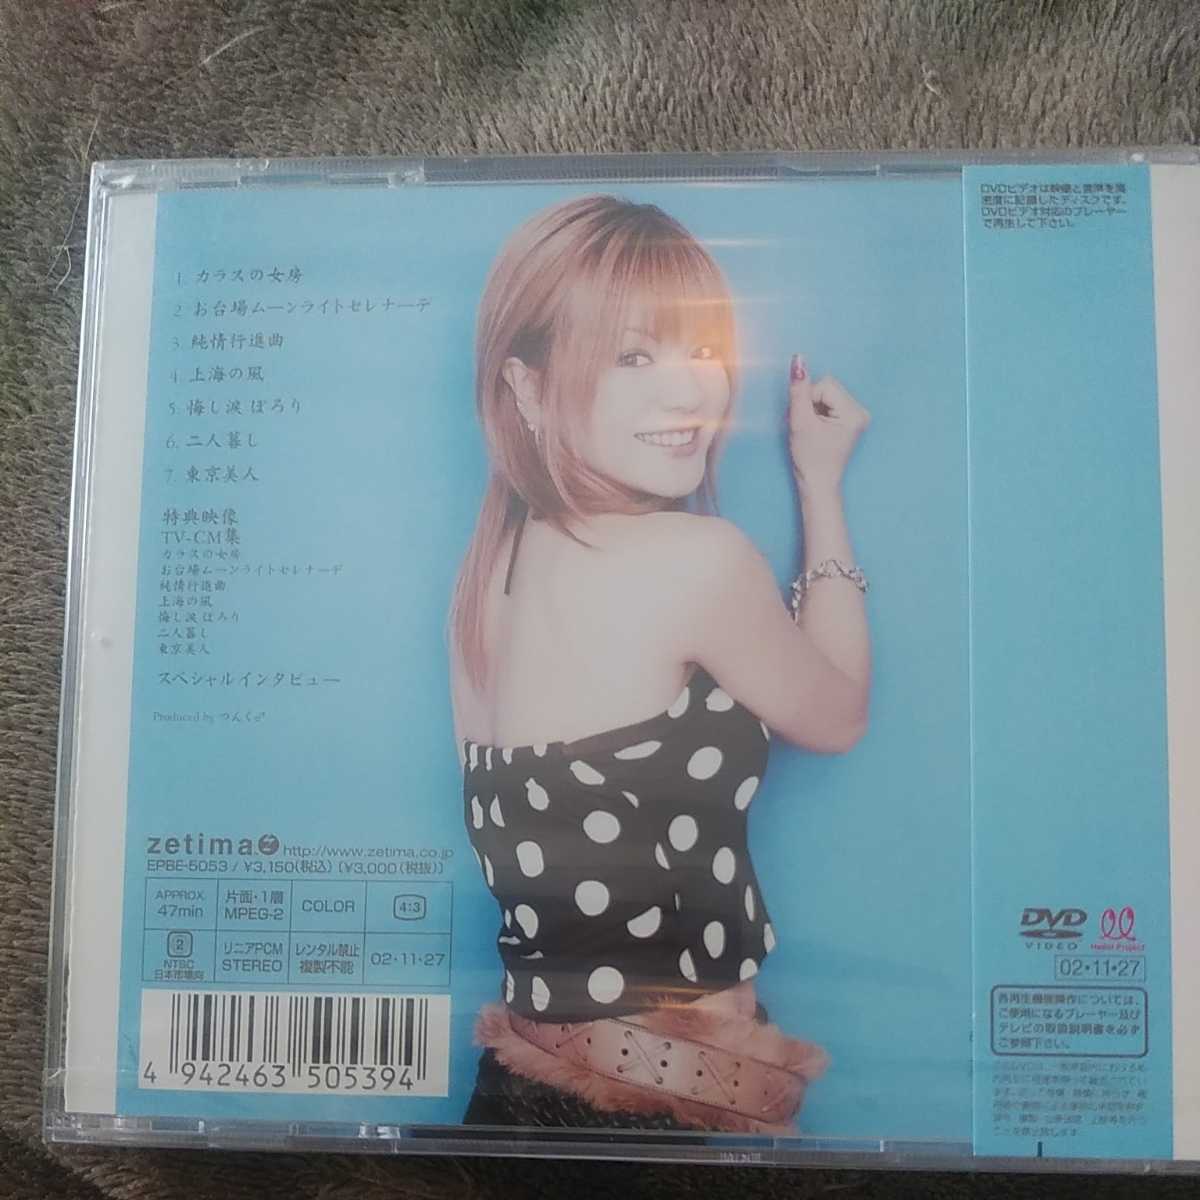 1. カラスの女房
2. お台場ムーンライトセレナーデ
3. 純情行進曲
4. 上海の風
5. 悔し涙 ぽろり
6. 二人暮し
7. 東京美人
特典映像
TV-CM集
カラスの女房
お台場ムーンライトセレナーデ
純情行進曲
上海の風
悔し涙 ぽろり
二人暮し
東京美人
スペシャルインタビュー
Produced by つんく♂
zetima http://www.zetima.co.jp
EPBE-5053 / ¥3,150(税込) [¥3,000(税抜)]
APPROX. 47min
片面・1層 MPEG-2
COLOR
4:3
2 NTSC 日本市場向
リニアPCM STEREO
レンタル禁止 複製不能
02・11・27
4 942463 505394
DVDビデオは映像と音声を高
密度に記録したディスクです。
DVDビデオ対応のプレーヤー
で再生して下さい。
DVD VIDEO
Hello! Project
02・11・27
各再生機能操作については、
ご使用になるプレーヤー及び
テレビの取扱説明書を必ず
ご参照下さい。